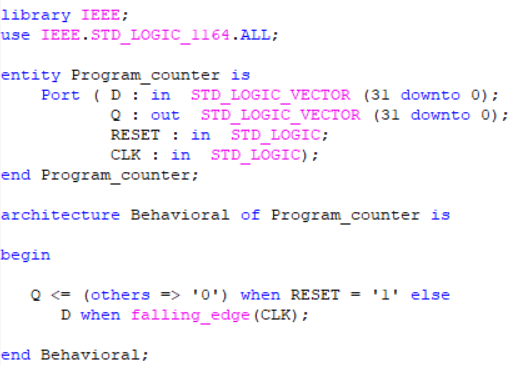 library IEEE;
use IEEE.STD_LOGIC_1164.ALL;
entity Program_counter is
Port ( D : in STD_LOGIC_VECTOR (31 downto 0);
Q : out STD_LOGIC_VECTOR (31 downto 0);
RESET : in STD_LOGIC;
CLK : in STD_LOGIC);
end Program_counter;
architecture Behavioral of Program_counter is
begin
Q <= (others => '0') when RESET = '1' else
D when falling_edge(CLK);
end Behavioral;